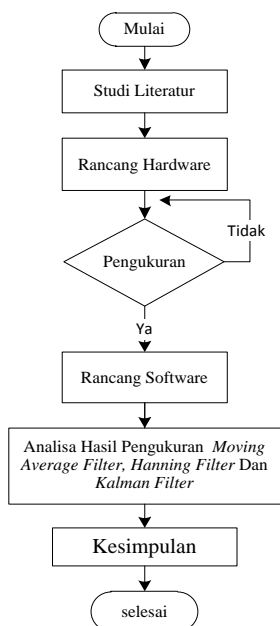 Mulai
Studi Literatur
Rancang Hardware
Tidak
Pengukuran
Ya
Rancang Software
Analisa Hasil Pengukuran Moving
Average Filter, Hanning Filter Dan
Kalman Filter
Kesimpulan
selesai